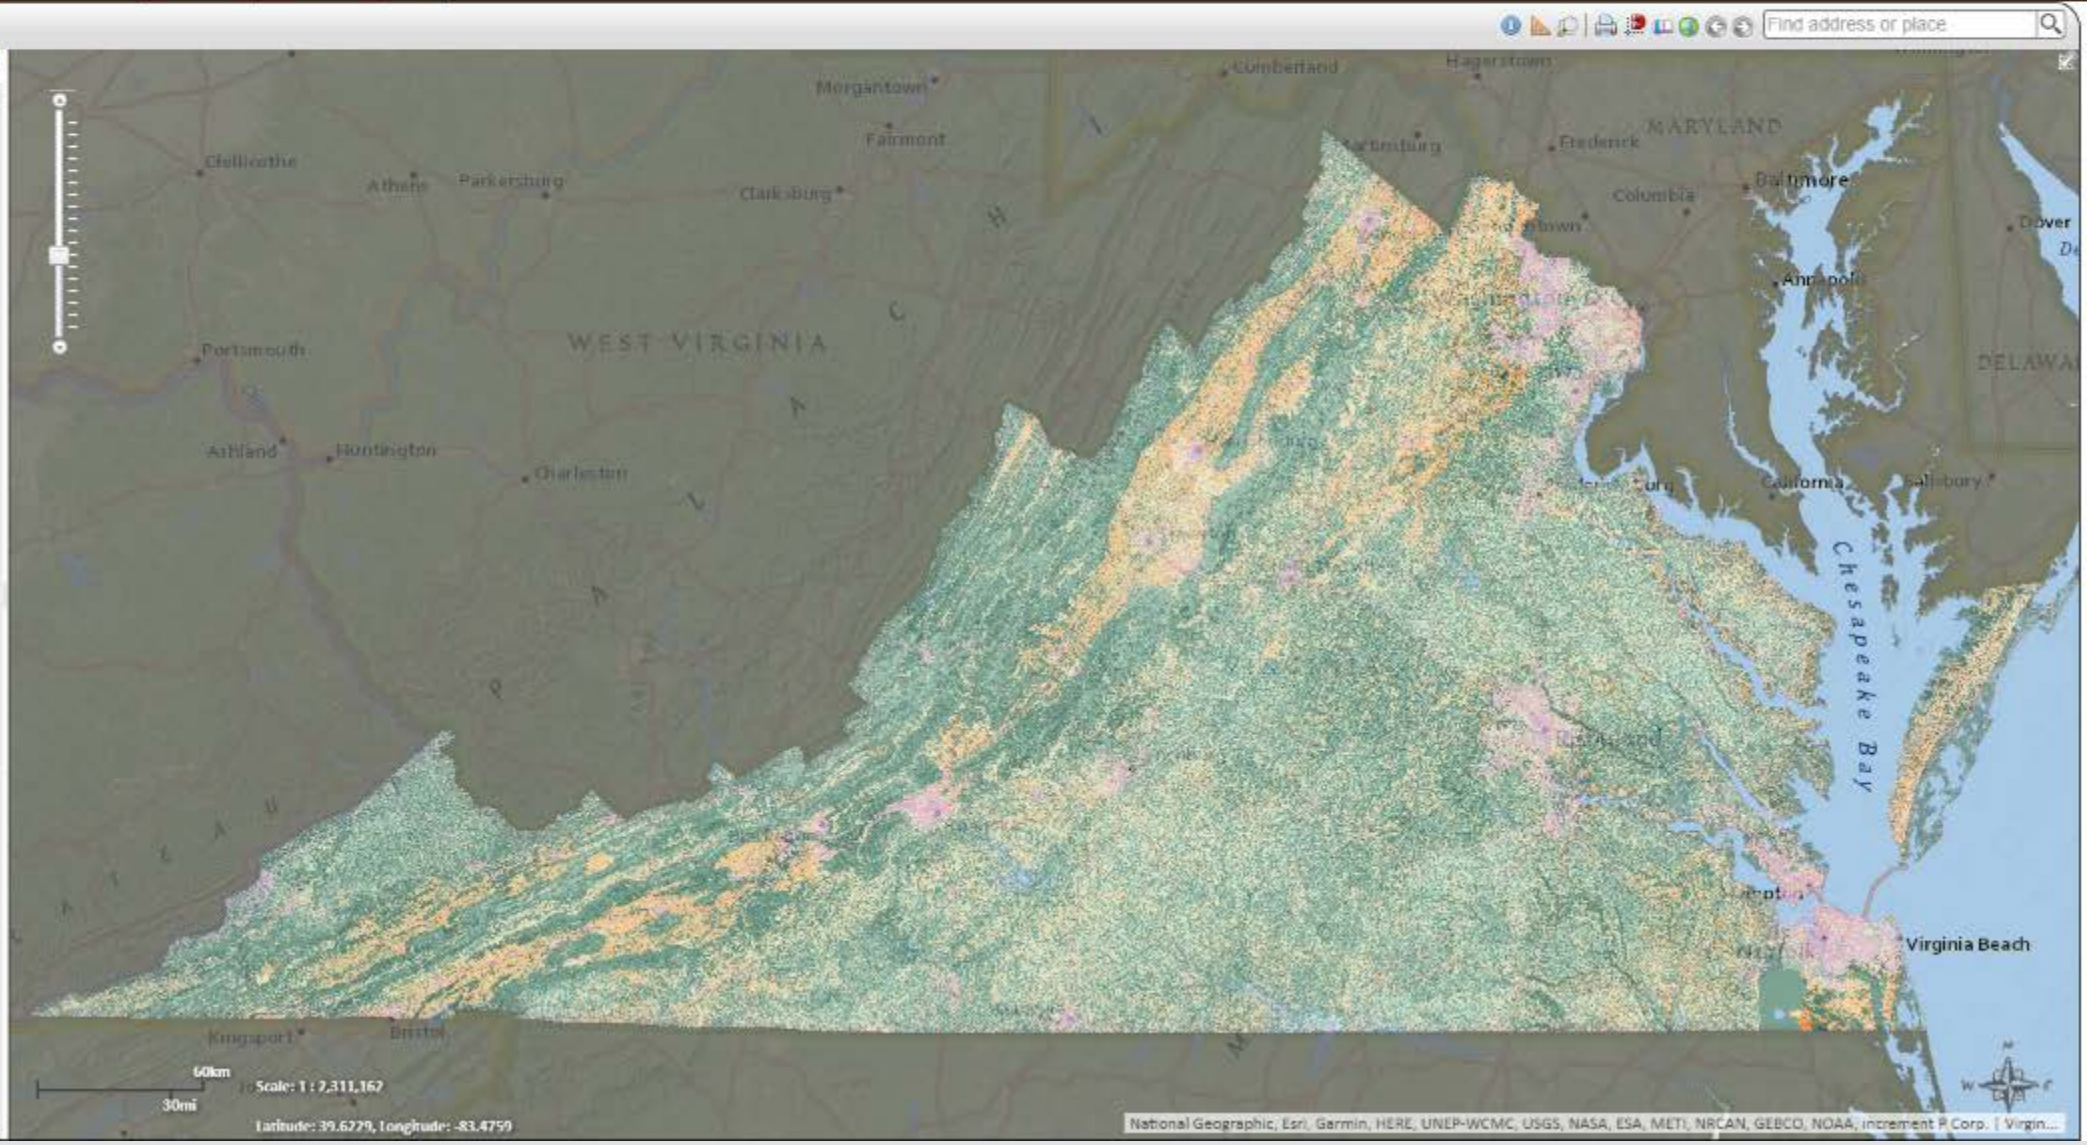 Find address or place
Cumberland
Hagerstown
Morgantown
Fairmont
Martinsburg
Frederick
MARYLAND
Chillicothe
Athens
Parkersburg
Clarksburg
Columbia
Baltimore
Dover
Annapolis
WEST VIRGINIA
Portsmouth
DELAWA
Ashland
Huntington
Charleston
California
Salisbury
Chesapeake Bay
Virginia Beach
Kingsport
Bristol
60km
30mi
Scale: 1 : 2,311,162
Latitude: 39.6229, Longitude: -83.4759
N
W
E
National Geographic, Esri, Garmin, HERE, UNEP-WCMC, USGS, NASA, ESA, METI, NRCAN, GEBCO, NOAA, increment P Corp. | Virgin...